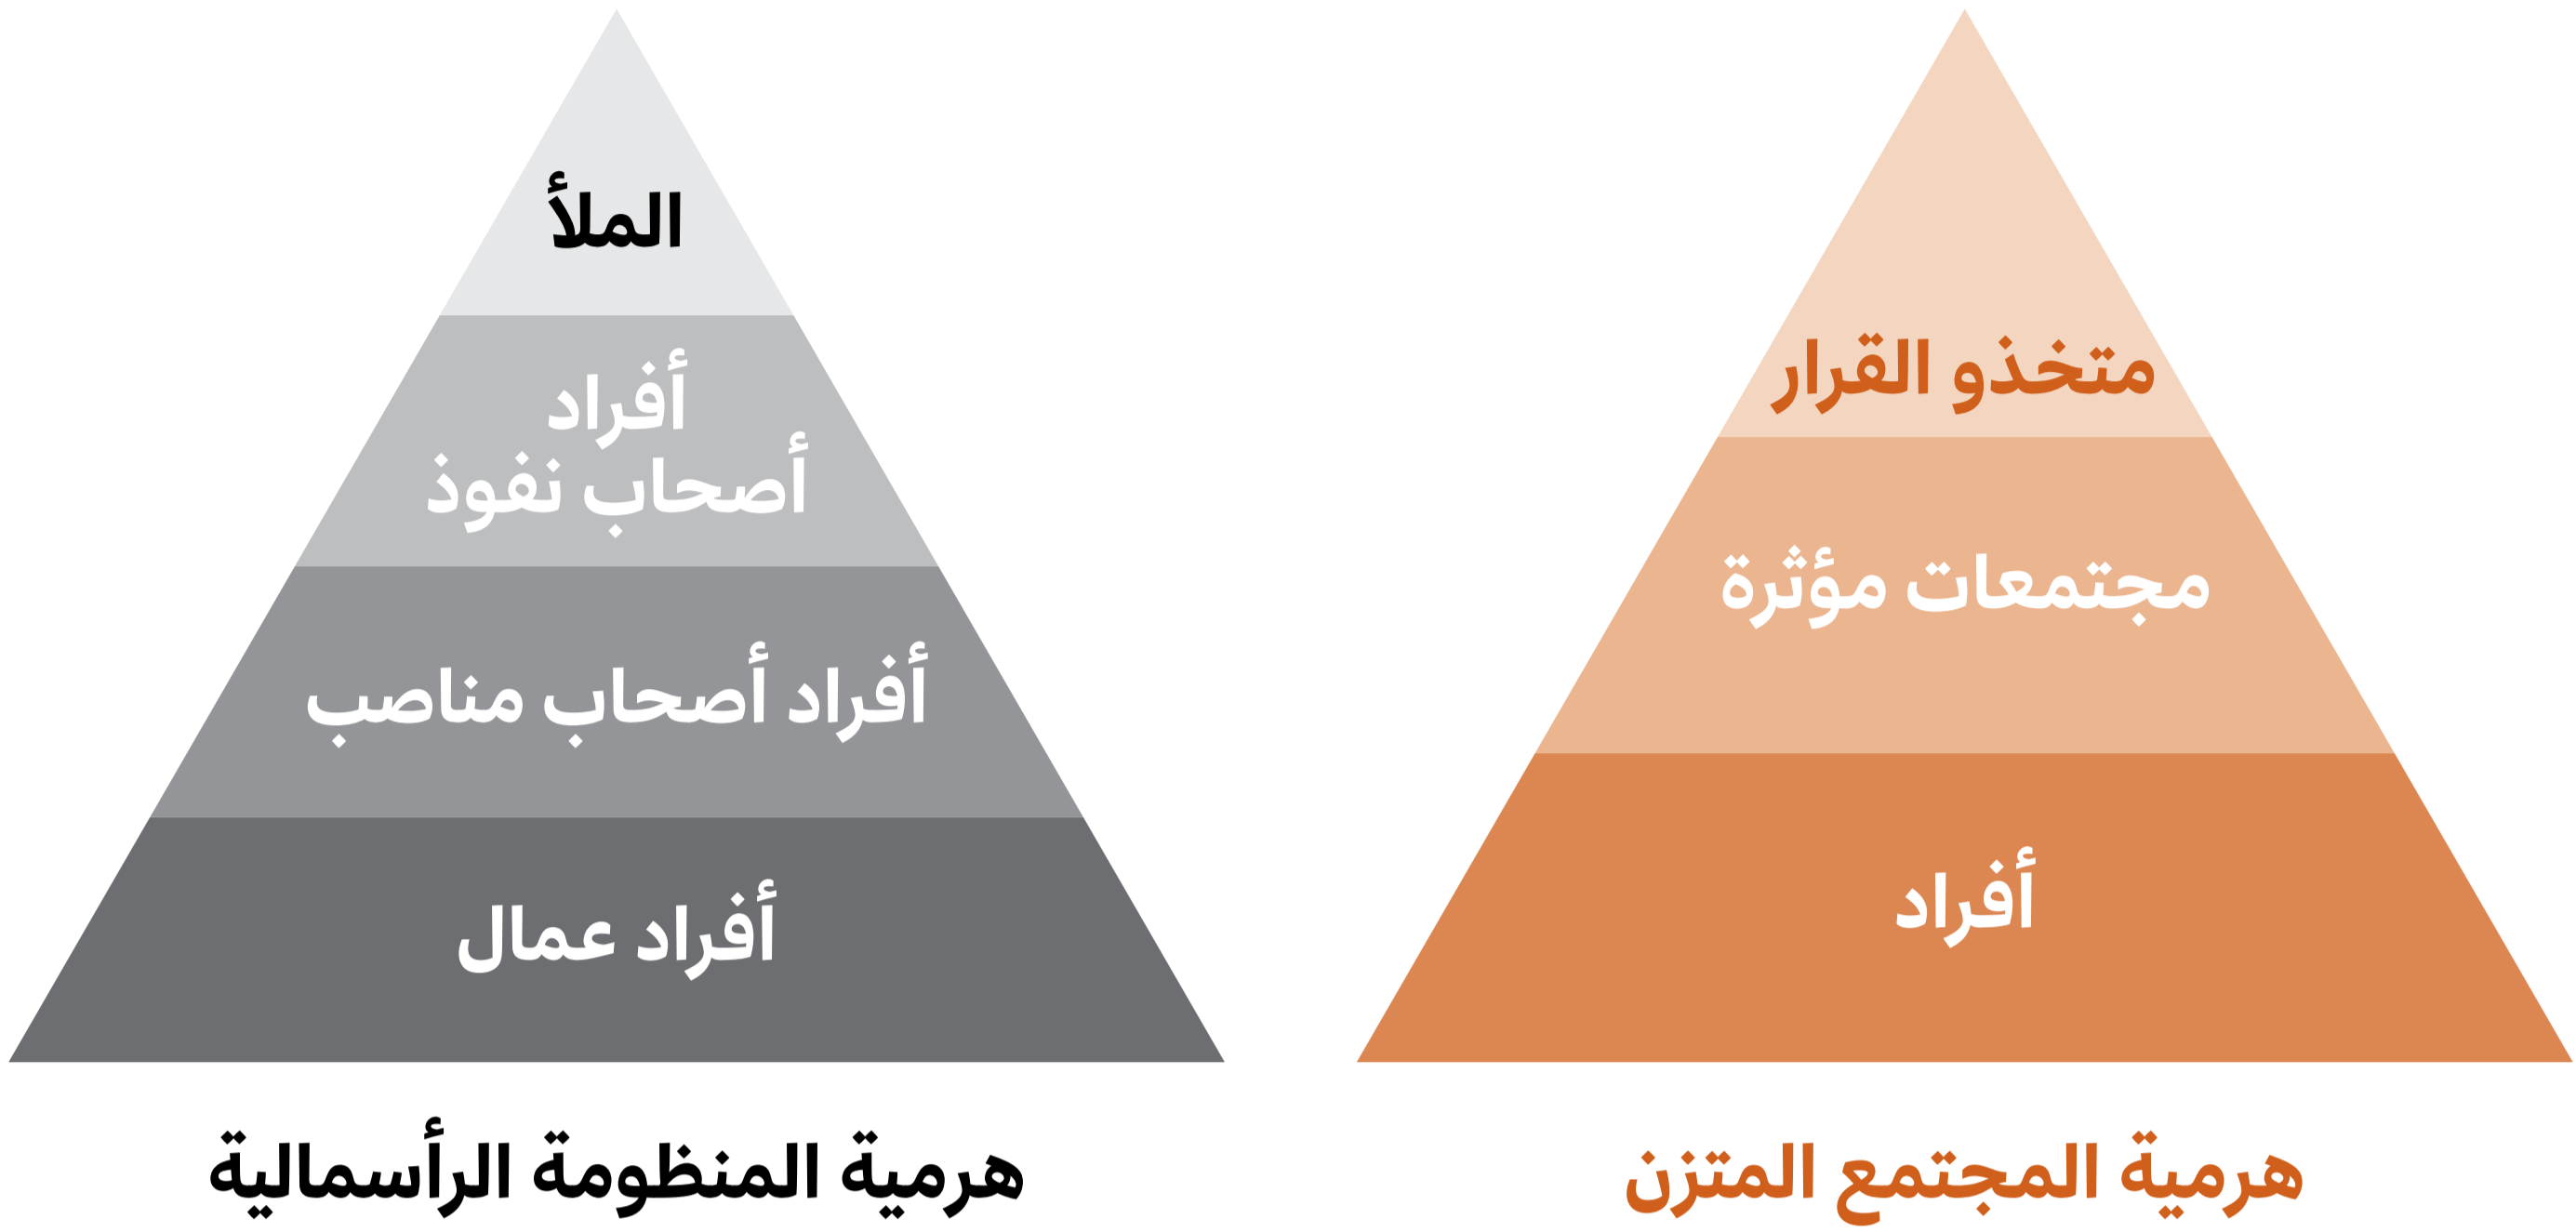 متخذو القرار
مجتمعات مؤثرة
أفراد
هرمية المجتمع المتزن
الملأ
أفراد
أصحاب نفوذ
أفراد أصحاب مناصب
أفراد عمال
هرمية المنظومة الرأسمالية